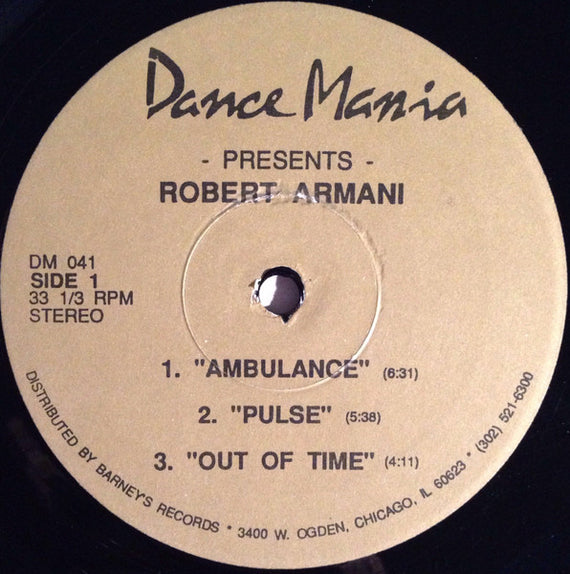 Dance Mania
- PRESENTS -
ROBERT ARMANI
DM 041
SIDE 1
33 1/3 RPM
STEREO
1. "AMBULANCE" (6:31)
2. "PULSE" (5:38)
3. "OUT OF TIME" (4:11)
DISTRIBUTED BY BARNEY'S RECORDS • 3400 W. OGDEN, CHICAGO, IL 60623 • (302) 521-6300